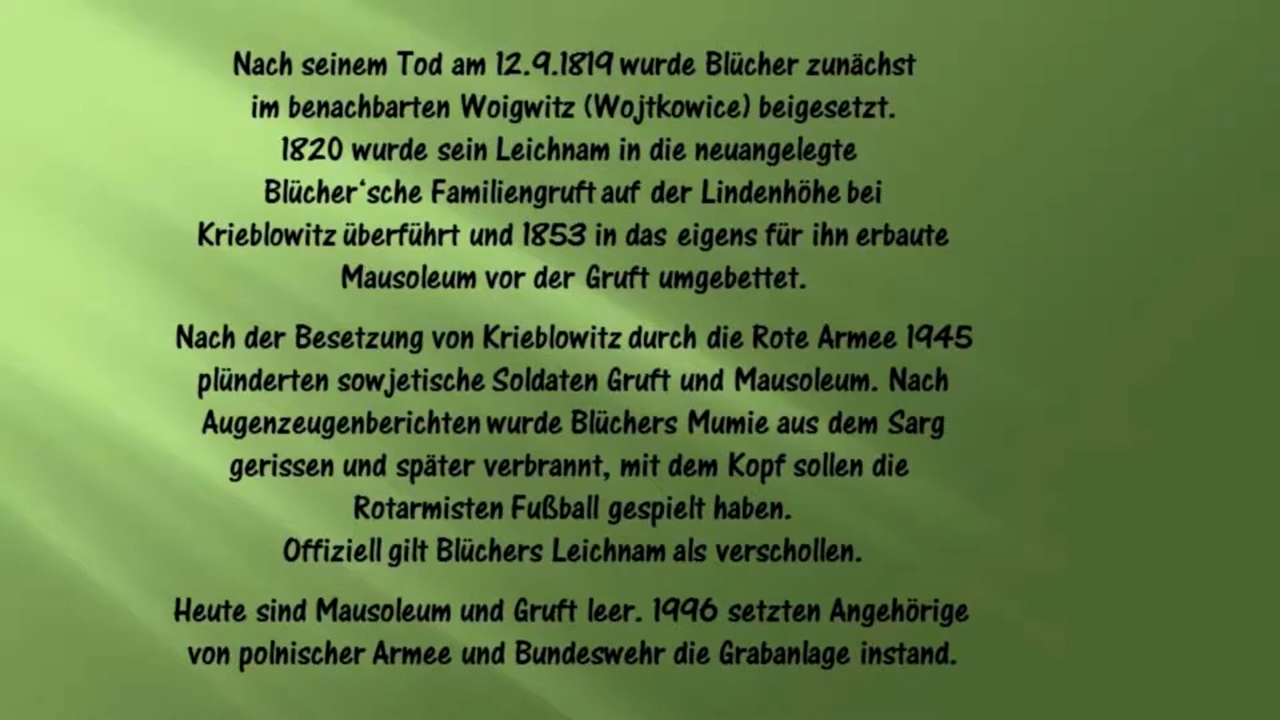 Nach seinem Tod am 12.9.1819 wurde Blücher zunächst
im benachbarten Woigwitz (Wojtkowice) beigesetzt.
1820 wurde sein Leichnam in die neuangelegte
Blücher‘sche Familiengruft auf der Lindenhöhe bei
Krieblowitz überführt und 1853 in das eigens für ihn erbaute
Mausoleum vor der Gruft umgebettet.
Nach der Besetzung von Krieblowitz durch die Rote Armee 1945
plünderten sowjetische Soldaten Gruft und Mausoleum. Nach
Augenzeugenberichten wurde Blüchers Mumie aus dem Sarg
gerissen und später verbrannt, mit dem Kopf sollen die
Rotarmisten Fußball gespielt haben.
Offiziell gilt Blüchers Leichnam als verschollen.
Heute sind Mausoleum und Gruft leer. 1996 setzten Angehörige
von polnischer Armee und Bundeswehr die Grabanlage instand.